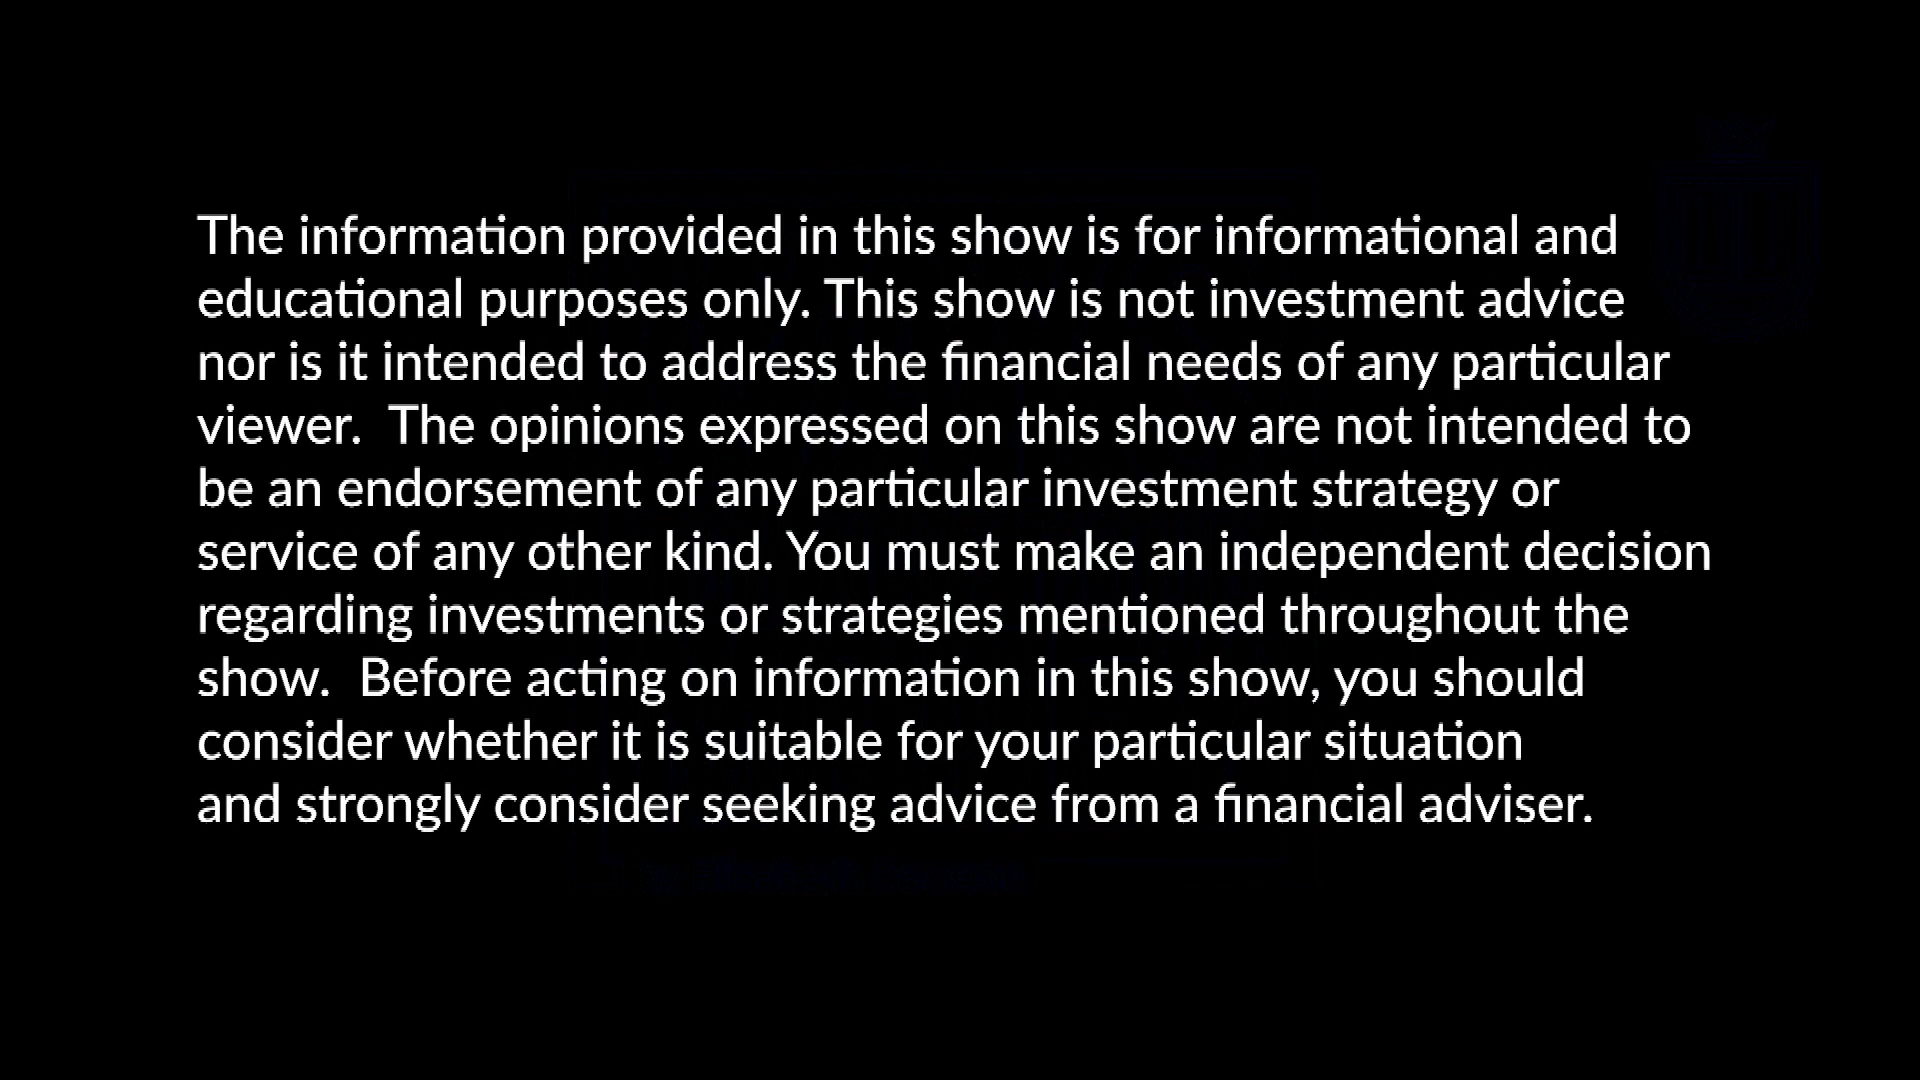 The information provided in this show is for informational and
educational purposes only. This show is not investment advice
nor is it intended to address the financial needs of any particular
viewer.  The opinions expressed on this show are not intended to
be an endorsement of any particular investment strategy or
service of any other kind. You must make an independent decision
regarding investments or strategies mentioned throughout the
show.  Before acting on information in this show, you should
consider whether it is suitable for your particular situation
and strongly consider seeking advice from a financial adviser.